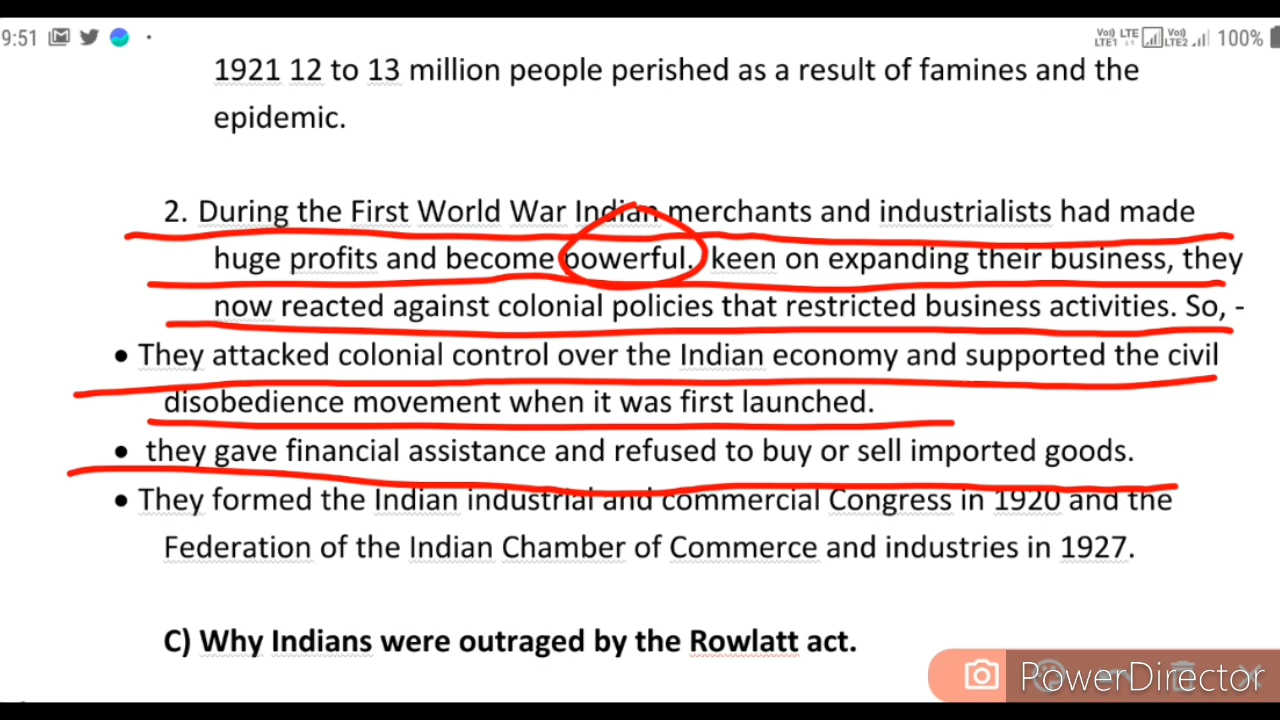 9:51
Vo) LTE1 LTE Vo) LTE2 100%
1921 12 to 13 million people perished as a result of famines and the
epidemic.
2. During the First World War Indian merchants and industrialists had made
huge profits and become powerful. keen on expanding their business, they
now reacted against colonial policies that restricted business activities. So, -
• They attacked colonial control over the Indian economy and supported the civil
disobedience movement when it was first launched.
• they gave financial assistance and refused to buy or sell imported goods.
• They formed the Indian industrial and commercial Congress in 1920 and the
Federation of the Indian Chamber of Commerce and industries in 1927.
C) Why Indians were outraged by the Rowlatt act.
PowerDirector